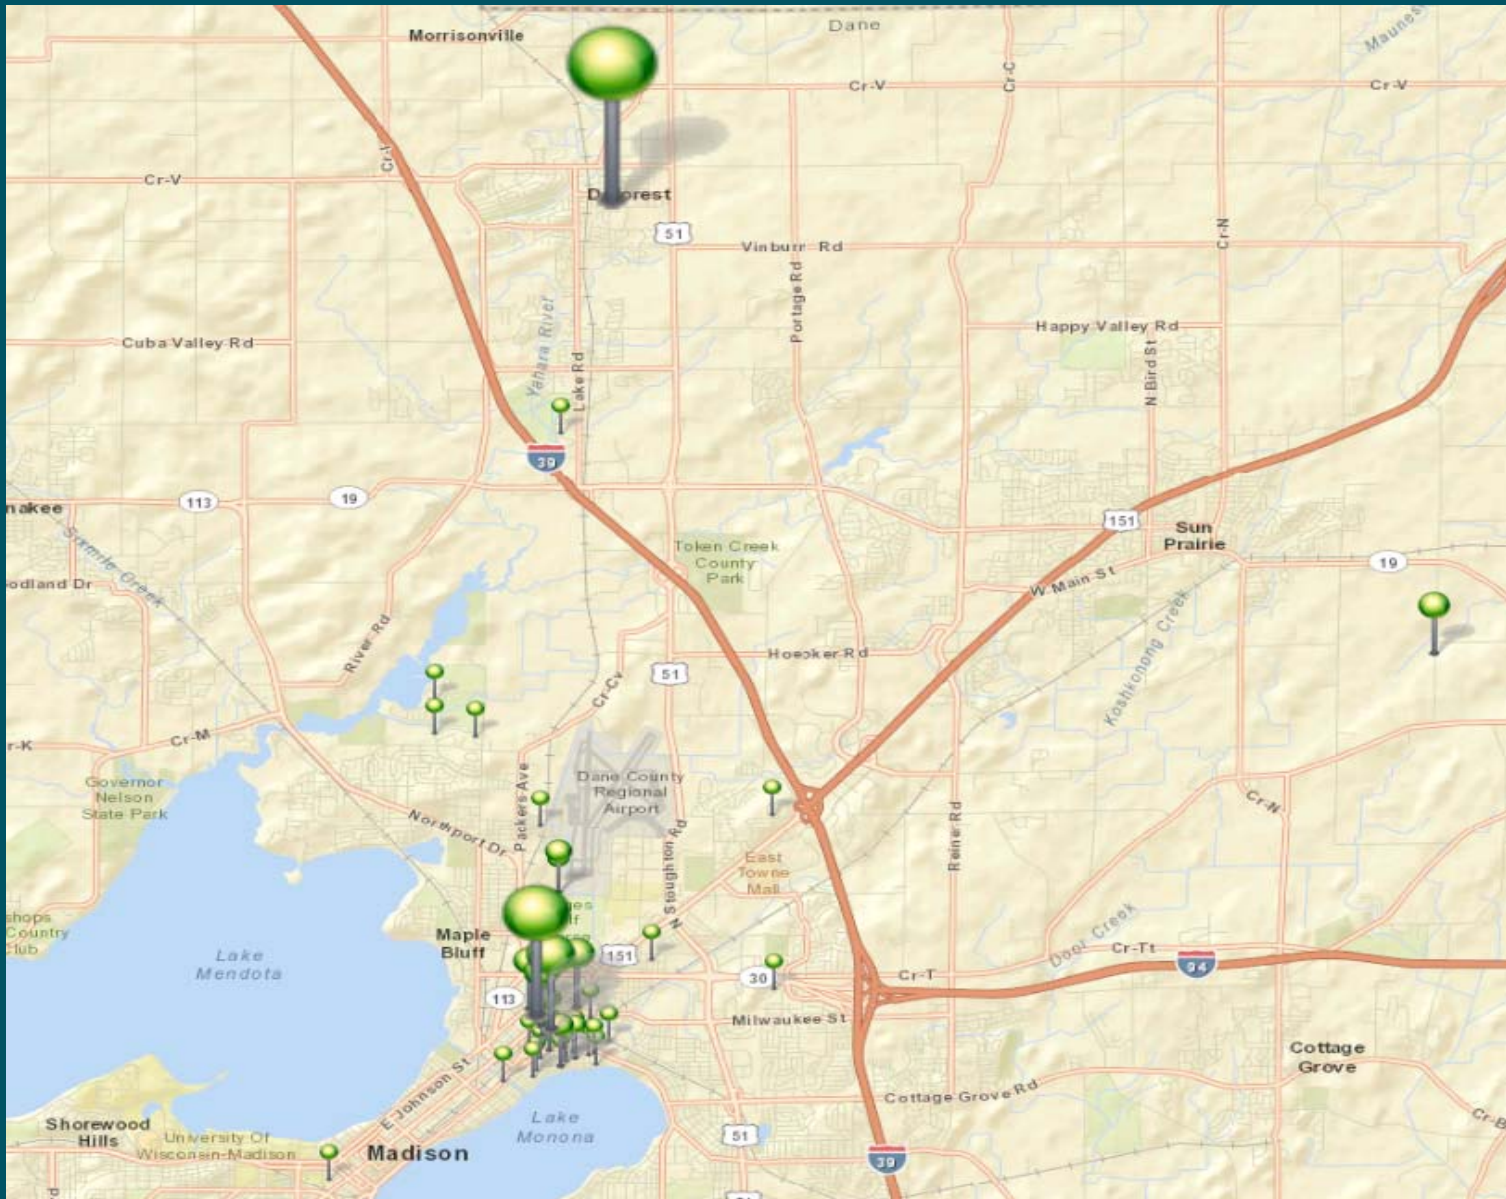 Morrisonville
Dane
Cr-V
Cr-C
Cr-V
Cr-I
Cr-V
51
Vinburn Rd
Cr-N
Portage Rd
Yahara River
Happy Valley Rd
Cuba Valley Rd
Lake Rd
N Bird St
39
113
19
nakee
151
Sun
Prairie
Sixmile Creek
Token Creek
County
Park
19
odland Dr
W Main St
River Rd
Hoepker Rd
Koshkonong Creek
51
Cr-Cv
r-K
Cr-M
Governor
Nelson
State Park
Dane County
Regional
Airport
Packers Ave
Northport Dr
Cr-N
Reiner Rd
N Stoughton Rd
East
Towne
Mall
shops
Country
Club
Maple
Bluff
Lake
Mendota
151
Door Creek
Cr-Tt
94
30
Cr-T
113
Milwaukee St
Cottage
Grove
E Johnson St
Cottage Grove Rd
Cr-B
Shorewood
Hills
University Of
Wisconsin-Madison
Madison
Lake
Monona
51
39